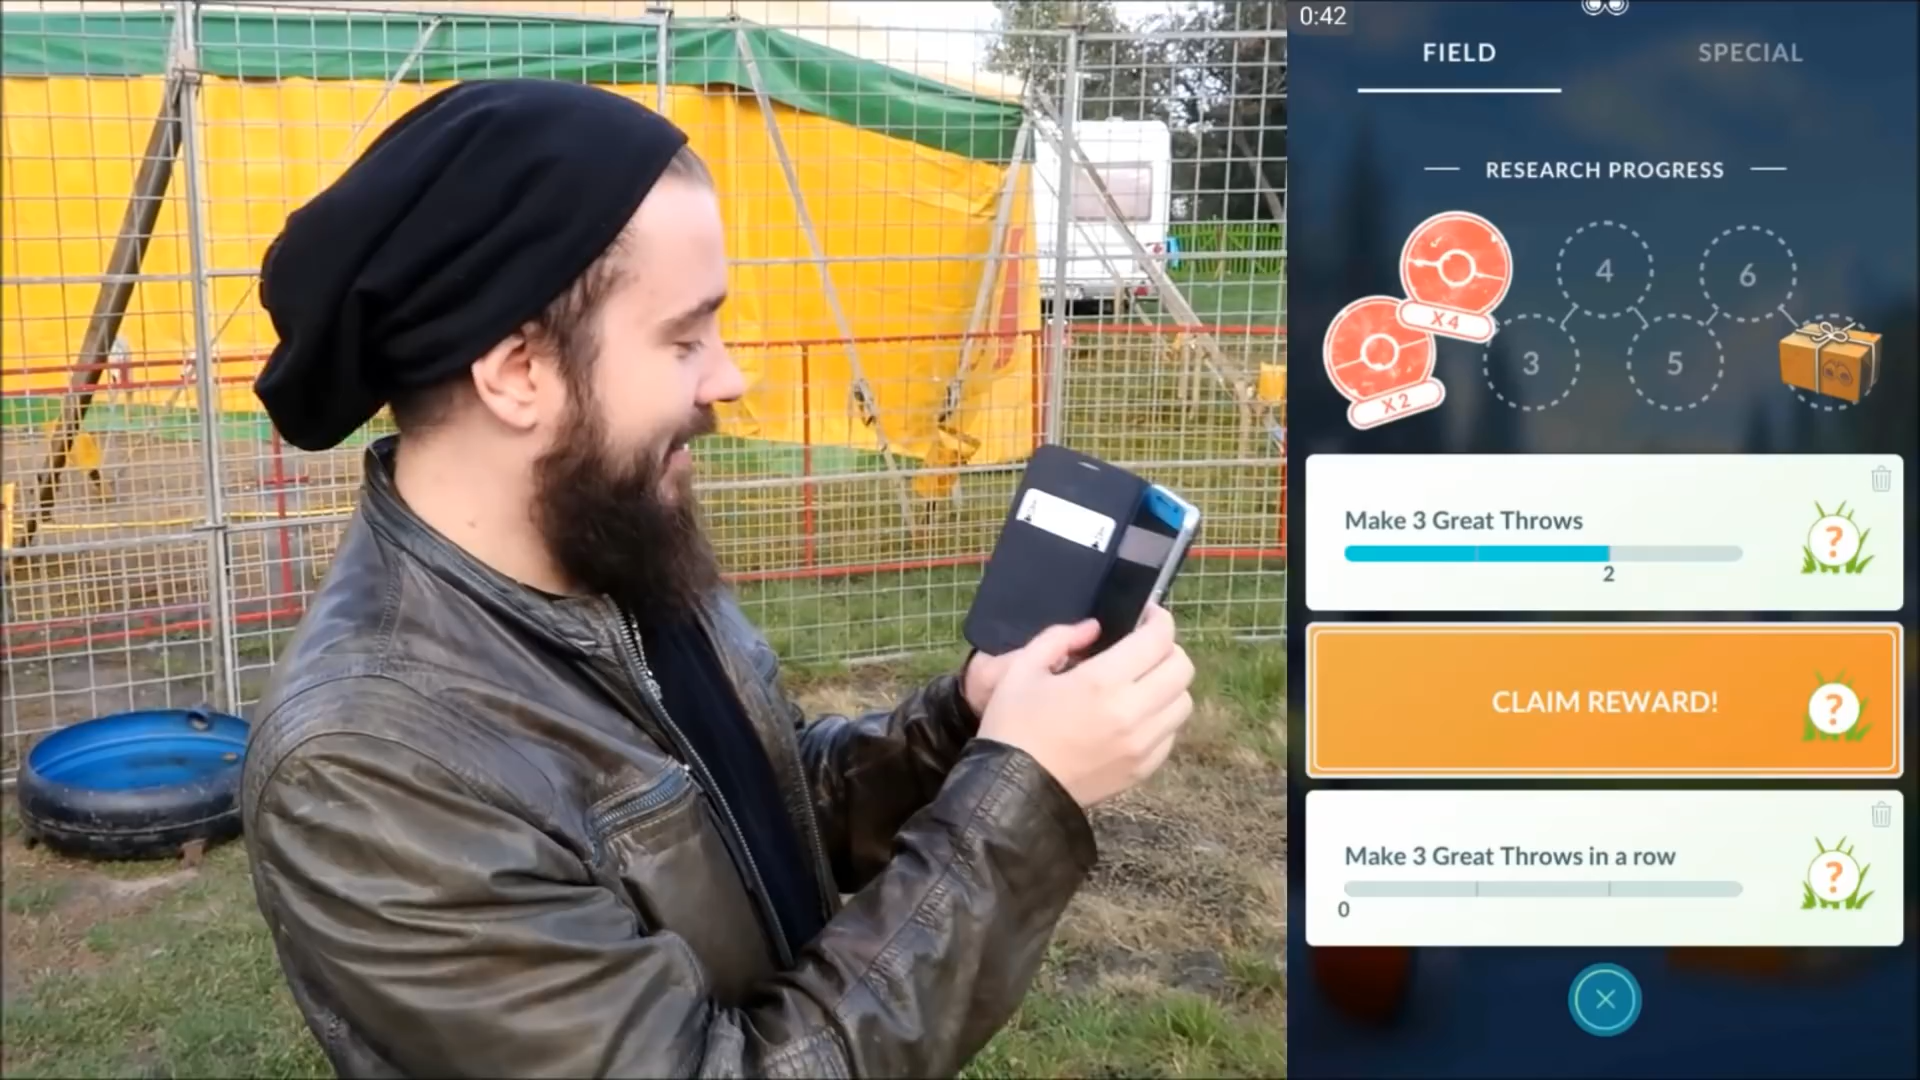 0:42
FIELD
SPECIAL
RESEARCH PROGRESS
4
6
X4
3
5
X2
Make 3 Great Throws
2
?
CLAIM REWARD!
?
Make 3 Great Throws in a row
0
?